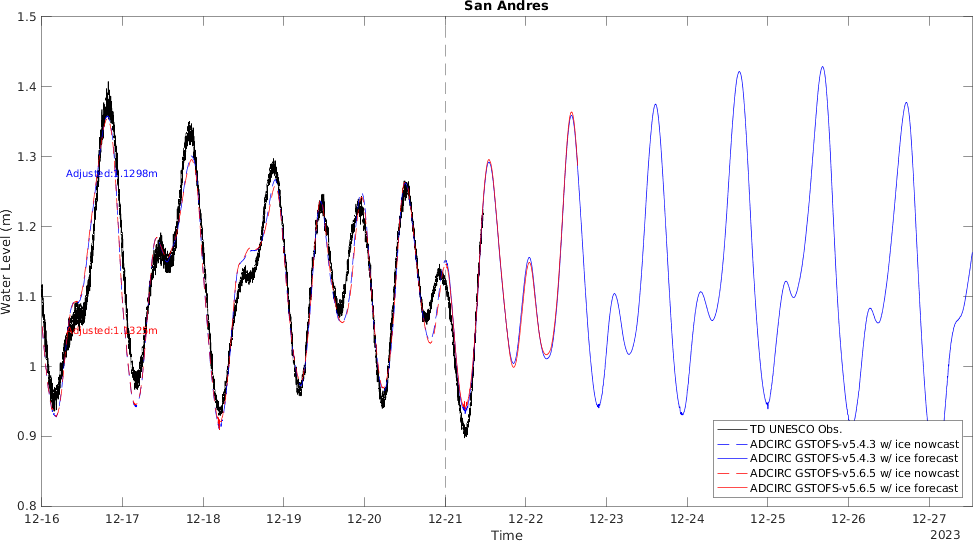 San Andres
Water Level (m)
1.5
1.4
1.3
1.2
1.1
1
0.9
0.8
Adjusted:1.1298m
TD UNESCO Obs.
ADCIRC GSTOFS-v5.4.3 w/ ice nowcast
ADCIRC GSTOFS-v5.4.3 w/ ice forecast
ADCIRC GSTOFS-v5.6.5 w/ ice nowcast
ADCIRC GSTOFS-v5.6.5 w/ ice forecast
12-16 12-17 12-18 12-19 12-20 12-21 12-22 12-23 12-24 12-25 12-26 12-27
Time
2023